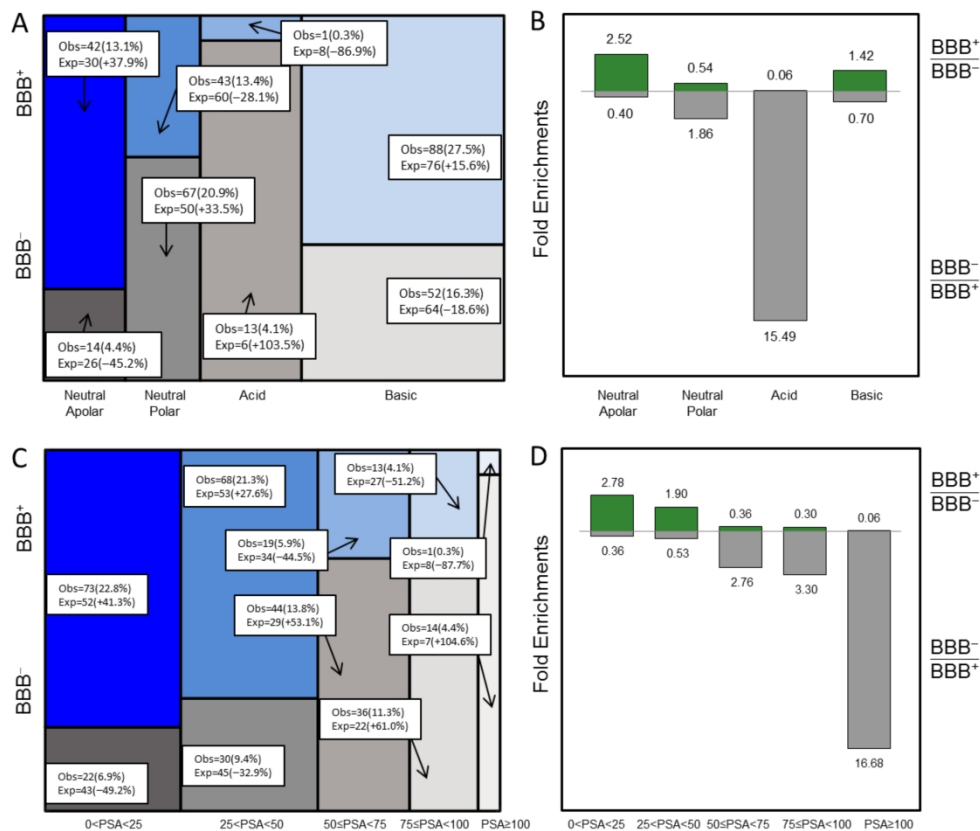 A
BBB⁺
BBB⁻
Obs=42(13.1%)
Exp=30(+37.9%)
Obs=1(0.3%)
Exp=8(−86.9%)
Obs=43(13.4%)
Exp=60(−28.1%)
Obs=88(27.5%)
Exp=76(+15.6%)
Obs=67(20.9%)
Exp=50(+33.5%)
Obs=52(16.3%)
Exp=64(−18.6%)
Obs=14(4.4%)
Exp=26(−45.2%)
Obs=13(4.1%)
Exp=6(+103.5%)
Neutral
Apolar
Neutral
Polar
Acid
Basic
B
Fold Enrichments
2.52
0.54
0.06
1.42
0.40
1.86
0.70
15.49
BBB⁺
BBB⁻
BBB⁻
BBB⁺
Neutral
Apolar
Neutral
Polar
Acid
Basic
C
BBB⁺
BBB⁻
Obs=68(21.3%)
Exp=53(+27.6%)
Obs=13(4.1%)
Exp=27(−51.2%)
Obs=19(5.9%)
Exp=34(−44.5%)
Obs=1(0.3%)
Exp=8(−87.7%)
Obs=73(22.8%)
Exp=52(+41.3%)
Obs=44(13.8%)
Exp=29(+53.1%)
Obs=14(4.4%)
Exp=7(+104.6%)
Obs=36(11.3%)
Exp=22(+61.0%)
Obs=22(6.9%)
Exp=43(−49.2%)
Obs=30(9.4%)
Exp=45(−32.9%)
0<PSA<25
25<PSA<50
50≤PSA<75
75≤PSA<100
PSA≥100
D
Fold Enrichments
2.78
1.90
0.36
0.30
0.06
0.36
0.53
2.76
3.30
16.68
BBB⁺
BBB⁻
BBB⁻
BBB⁺
0<PSA<25
25<PSA<50
50≤PSA<75
75≤PSA<100
PSA≥100